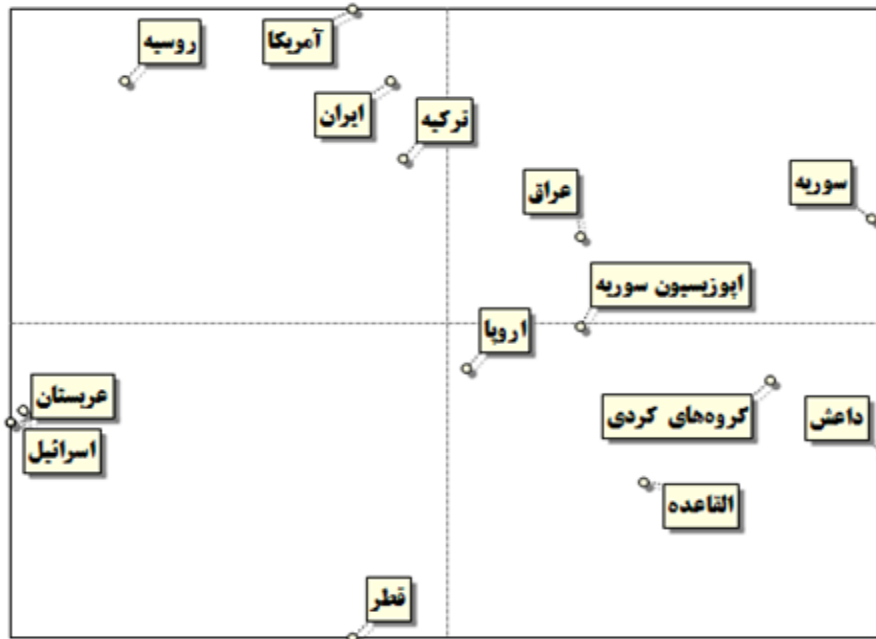 آمریکا
روسیه
ایران
ترکیه
سوریه
عراق
اپوزیسیون سوریه
اروپا
عربستان
گروه‌های کردی
داعش
اسرائیل
القاعده
قطر